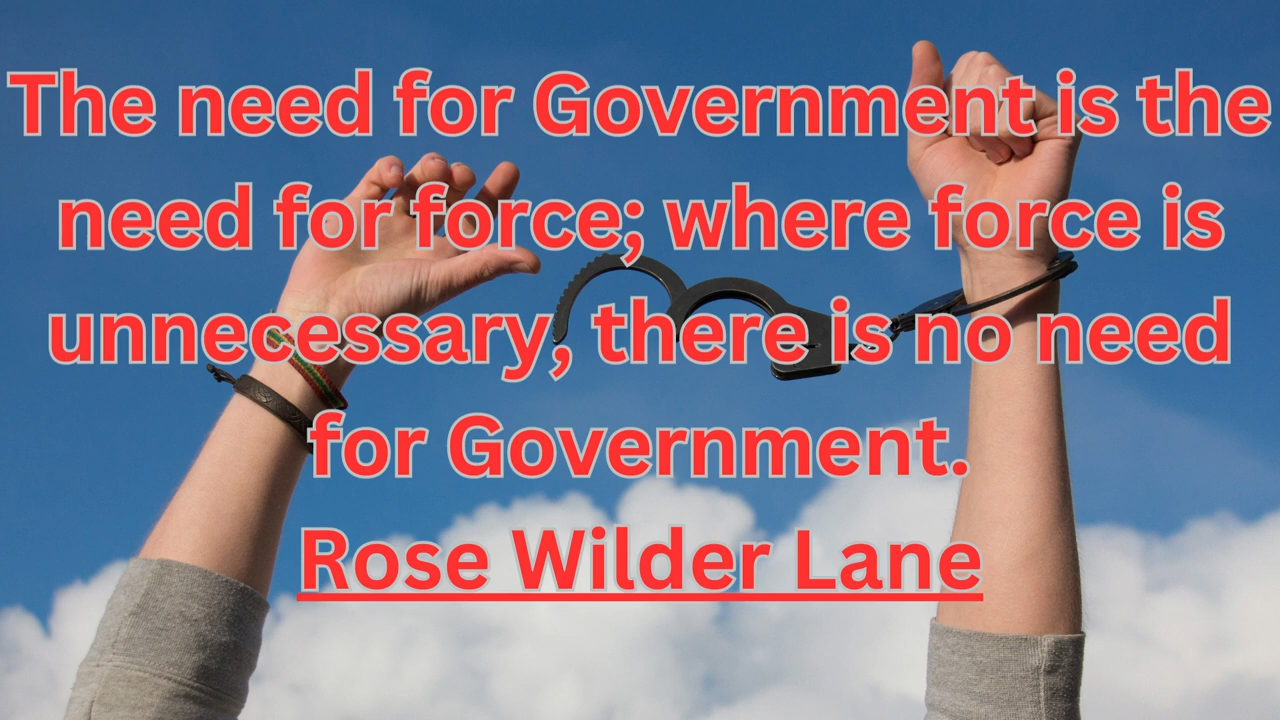 The need for Government is the
need for force; where force is
unnecessary, there is no need
for Government.
Rose Wilder Lane